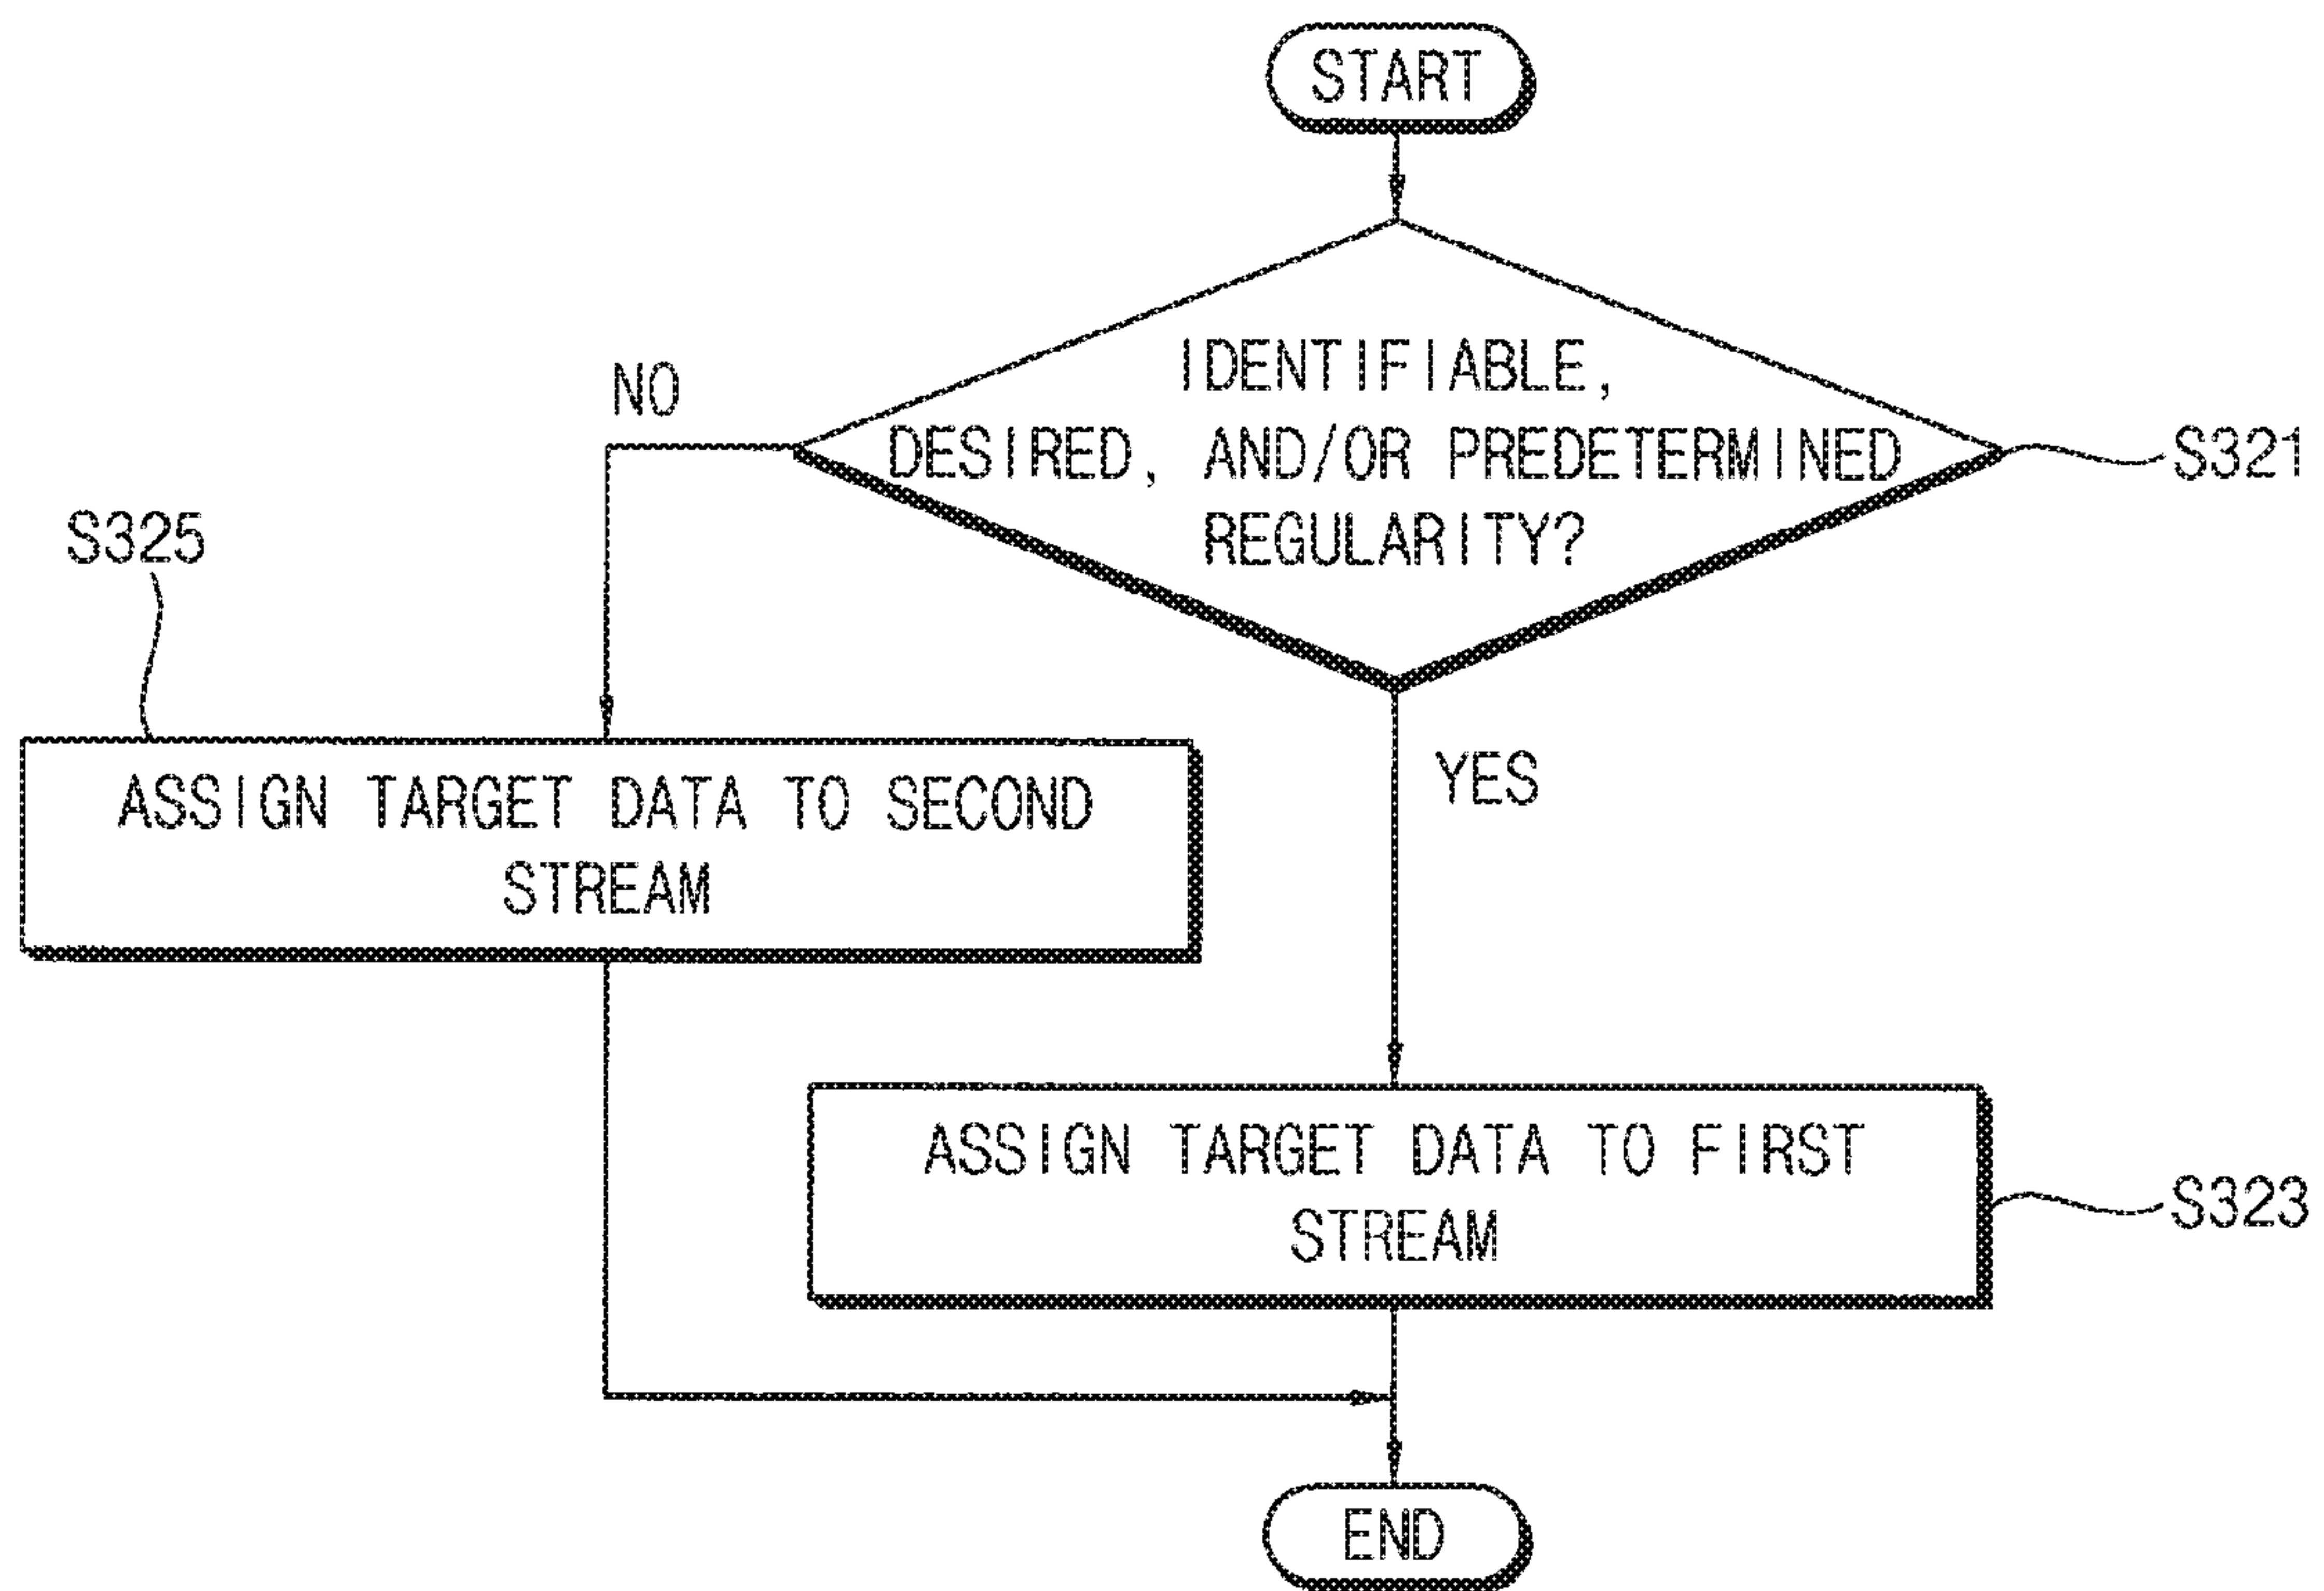 START
IDENTIFIABLE,
DESIRED, AND/OR PREDETERMINED
REGULARITY?
S321
NO
YES
S325
ASSIGN TARGET DATA TO SECOND
STREAM
ASSIGN TARGET DATA TO FIRST
STREAM
S323
END